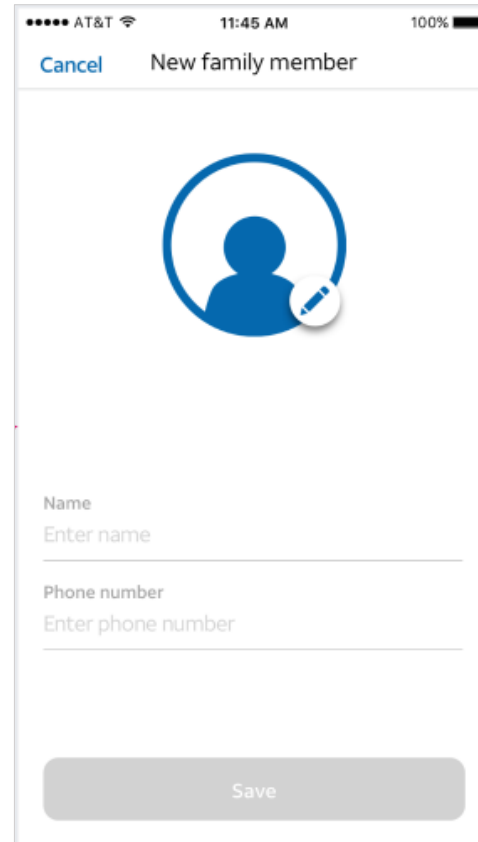 AT&T 11:45 AM 100%
Cancel New family member
Name
Enter name
Phone number
Enter phone number
Save